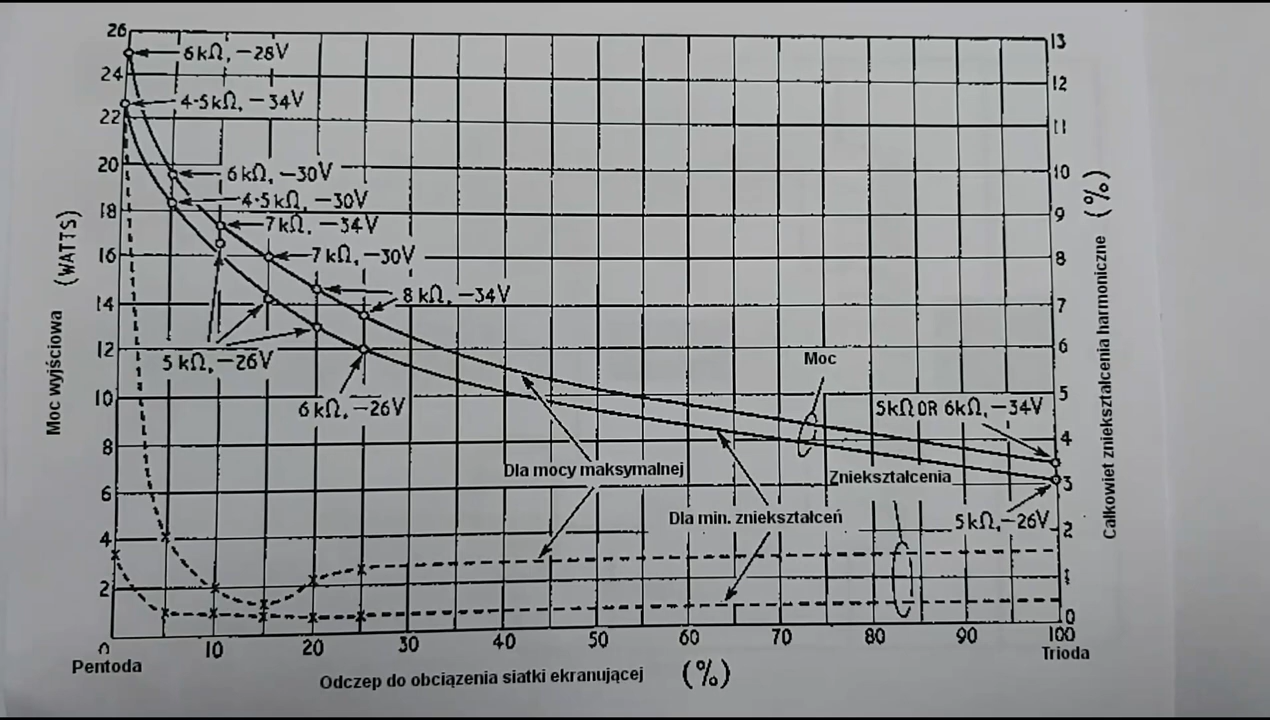 26
24
22
20
18
16
14
12
10
8
6
4
2
Moc wyjściowa (WATTS)
6kΩ, −28V
4·5kΩ, −34V
6kΩ, −30V
4·5kΩ, −30V
7kΩ, −34V
7kΩ, −30V
8kΩ, −34V
5kΩ, −26V
6kΩ, −26V
Moc
5kΩ OR 6kΩ, −34V
Dla mocy maksymalnej
Zniekształcenia
Dla min. zniekształceń
5kΩ, −26V
13
12
11
10
9
8
7
6
5
4
3
2
1
0
Całkowiet zniekształcenia harmoniczne (%)
0 10 20 30 40 50 60 70 80 90 100
Pentoda
Trioda
Odczep do obciązenia siatki ekranującej (%)